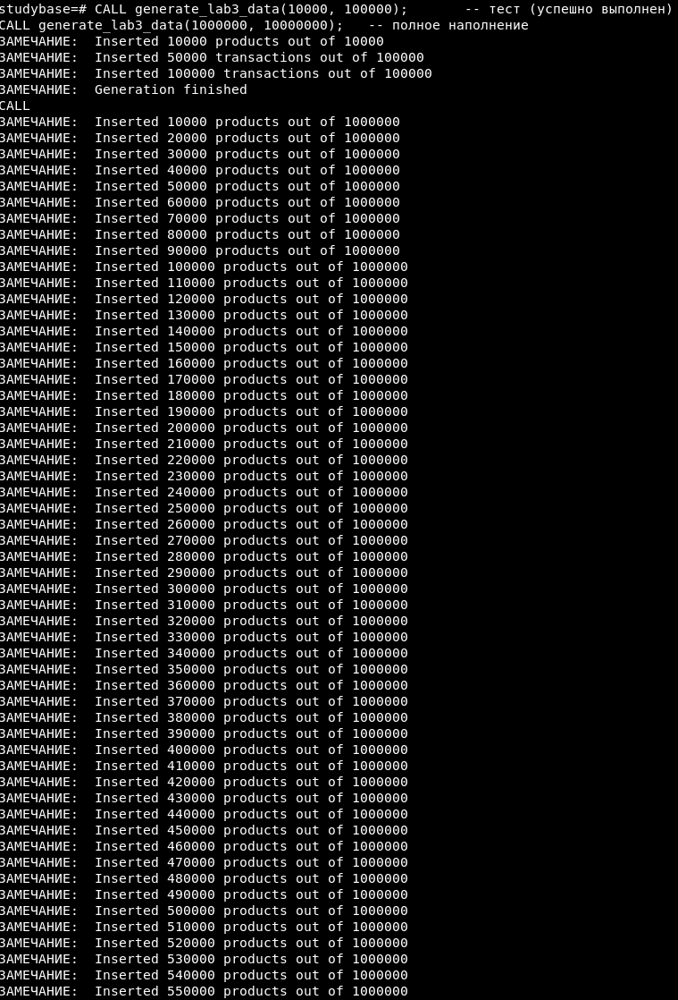 studybase=# CALL generate_lab3_data(10000, 100000);       -- тест (успешно выполнен)
CALL generate_lab3_data(1000000, 10000000);   -- полное наполнение
ЗАМЕЧАНИЕ:  Inserted 10000 products out of 10000
ЗАМЕЧАНИЕ:  Inserted 50000 transactions out of 100000
ЗАМЕЧАНИЕ:  Inserted 100000 transactions out of 100000
ЗАМЕЧАНИЕ:  Generation finished
CALL
ЗАМЕЧАНИЕ:  Inserted 10000 products out of 1000000
ЗАМЕЧАНИЕ:  Inserted 20000 products out of 1000000
ЗАМЕЧАНИЕ:  Inserted 30000 products out of 1000000
ЗАМЕЧАНИЕ:  Inserted 40000 products out of 1000000
ЗАМЕЧАНИЕ:  Inserted 50000 products out of 1000000
ЗАМЕЧАНИЕ:  Inserted 60000 products out of 1000000
ЗАМЕЧАНИЕ:  Inserted 70000 products out of 1000000
ЗАМЕЧАНИЕ:  Inserted 80000 products out of 1000000
ЗАМЕЧАНИЕ:  Inserted 90000 products out of 1000000
ЗАМЕЧАНИЕ:  Inserted 100000 products out of 1000000
ЗАМЕЧАНИЕ:  Inserted 110000 products out of 1000000
ЗАМЕЧАНИЕ:  Inserted 120000 products out of 1000000
ЗАМЕЧАНИЕ:  Inserted 130000 products out of 1000000
ЗАМЕЧАНИЕ:  Inserted 140000 products out of 1000000
ЗАМЕЧАНИЕ:  Inserted 150000 products out of 1000000
ЗАМЕЧАНИЕ:  Inserted 160000 products out of 1000000
ЗАМЕЧАНИЕ:  Inserted 170000 products out of 1000000
ЗАМЕЧАНИЕ:  Inserted 180000 products out of 1000000
ЗАМЕЧАНИЕ:  Inserted 190000 products out of 1000000
ЗАМЕЧАНИЕ:  Inserted 200000 products out of 1000000
ЗАМЕЧАНИЕ:  Inserted 210000 products out of 1000000
ЗАМЕЧАНИЕ:  Inserted 220000 products out of 1000000
ЗАМЕЧАНИЕ:  Inserted 230000 products out of 1000000
ЗАМЕЧАНИЕ:  Inserted 240000 products out of 1000000
ЗАМЕЧАНИЕ:  Inserted 250000 products out of 1000000
ЗАМЕЧАНИЕ:  Inserted 260000 products out of 1000000
ЗАМЕЧАНИЕ:  Inserted 270000 products out of 1000000
ЗАМЕЧАНИЕ:  Inserted 280000 products out of 1000000
ЗАМЕЧАНИЕ:  Inserted 290000 products out of 1000000
ЗАМЕЧАНИЕ:  Inserted 300000 products out of 1000000
ЗАМЕЧАНИЕ:  Inserted 310000 products out of 1000000
ЗАМЕЧАНИЕ:  Inserted 320000 products out of 1000000
ЗАМЕЧАНИЕ:  Inserted 330000 products out of 1000000
ЗАМЕЧАНИЕ:  Inserted 340000 products out of 1000000
ЗАМЕЧАНИЕ:  Inserted 350000 products out of 1000000
ЗАМЕЧАНИЕ:  Inserted 360000 products out of 1000000
ЗАМЕЧАНИЕ:  Inserted 370000 products out of 1000000
ЗАМЕЧАНИЕ:  Inserted 380000 products out of 1000000
ЗАМЕЧАНИЕ:  Inserted 390000 products out of 1000000
ЗАМЕЧАНИЕ:  Inserted 400000 products out of 1000000
ЗАМЕЧАНИЕ:  Inserted 410000 products out of 1000000
ЗАМЕЧАНИЕ:  Inserted 420000 products out of 1000000
ЗАМЕЧАНИЕ:  Inserted 430000 products out of 1000000
ЗАМЕЧАНИЕ:  Inserted 440000 products out of 1000000
ЗАМЕЧАНИЕ:  Inserted 450000 products out of 1000000
ЗАМЕЧАНИЕ:  Inserted 460000 products out of 1000000
ЗАМЕЧАНИЕ:  Inserted 470000 products out of 1000000
ЗАМЕЧАНИЕ:  Inserted 480000 products out of 1000000
ЗАМЕЧАНИЕ:  Inserted 490000 products out of 1000000
ЗАМЕЧАНИЕ:  Inserted 500000 products out of 1000000
ЗАМЕЧАНИЕ:  Inserted 510000 products out of 1000000
ЗАМЕЧАНИЕ:  Inserted 520000 products out of 1000000
ЗАМЕЧАНИЕ:  Inserted 530000 products out of 1000000
ЗАМЕЧАНИЕ:  Inserted 540000 products out of 1000000
ЗАМЕЧАНИЕ:  Inserted 550000 products out of 1000000